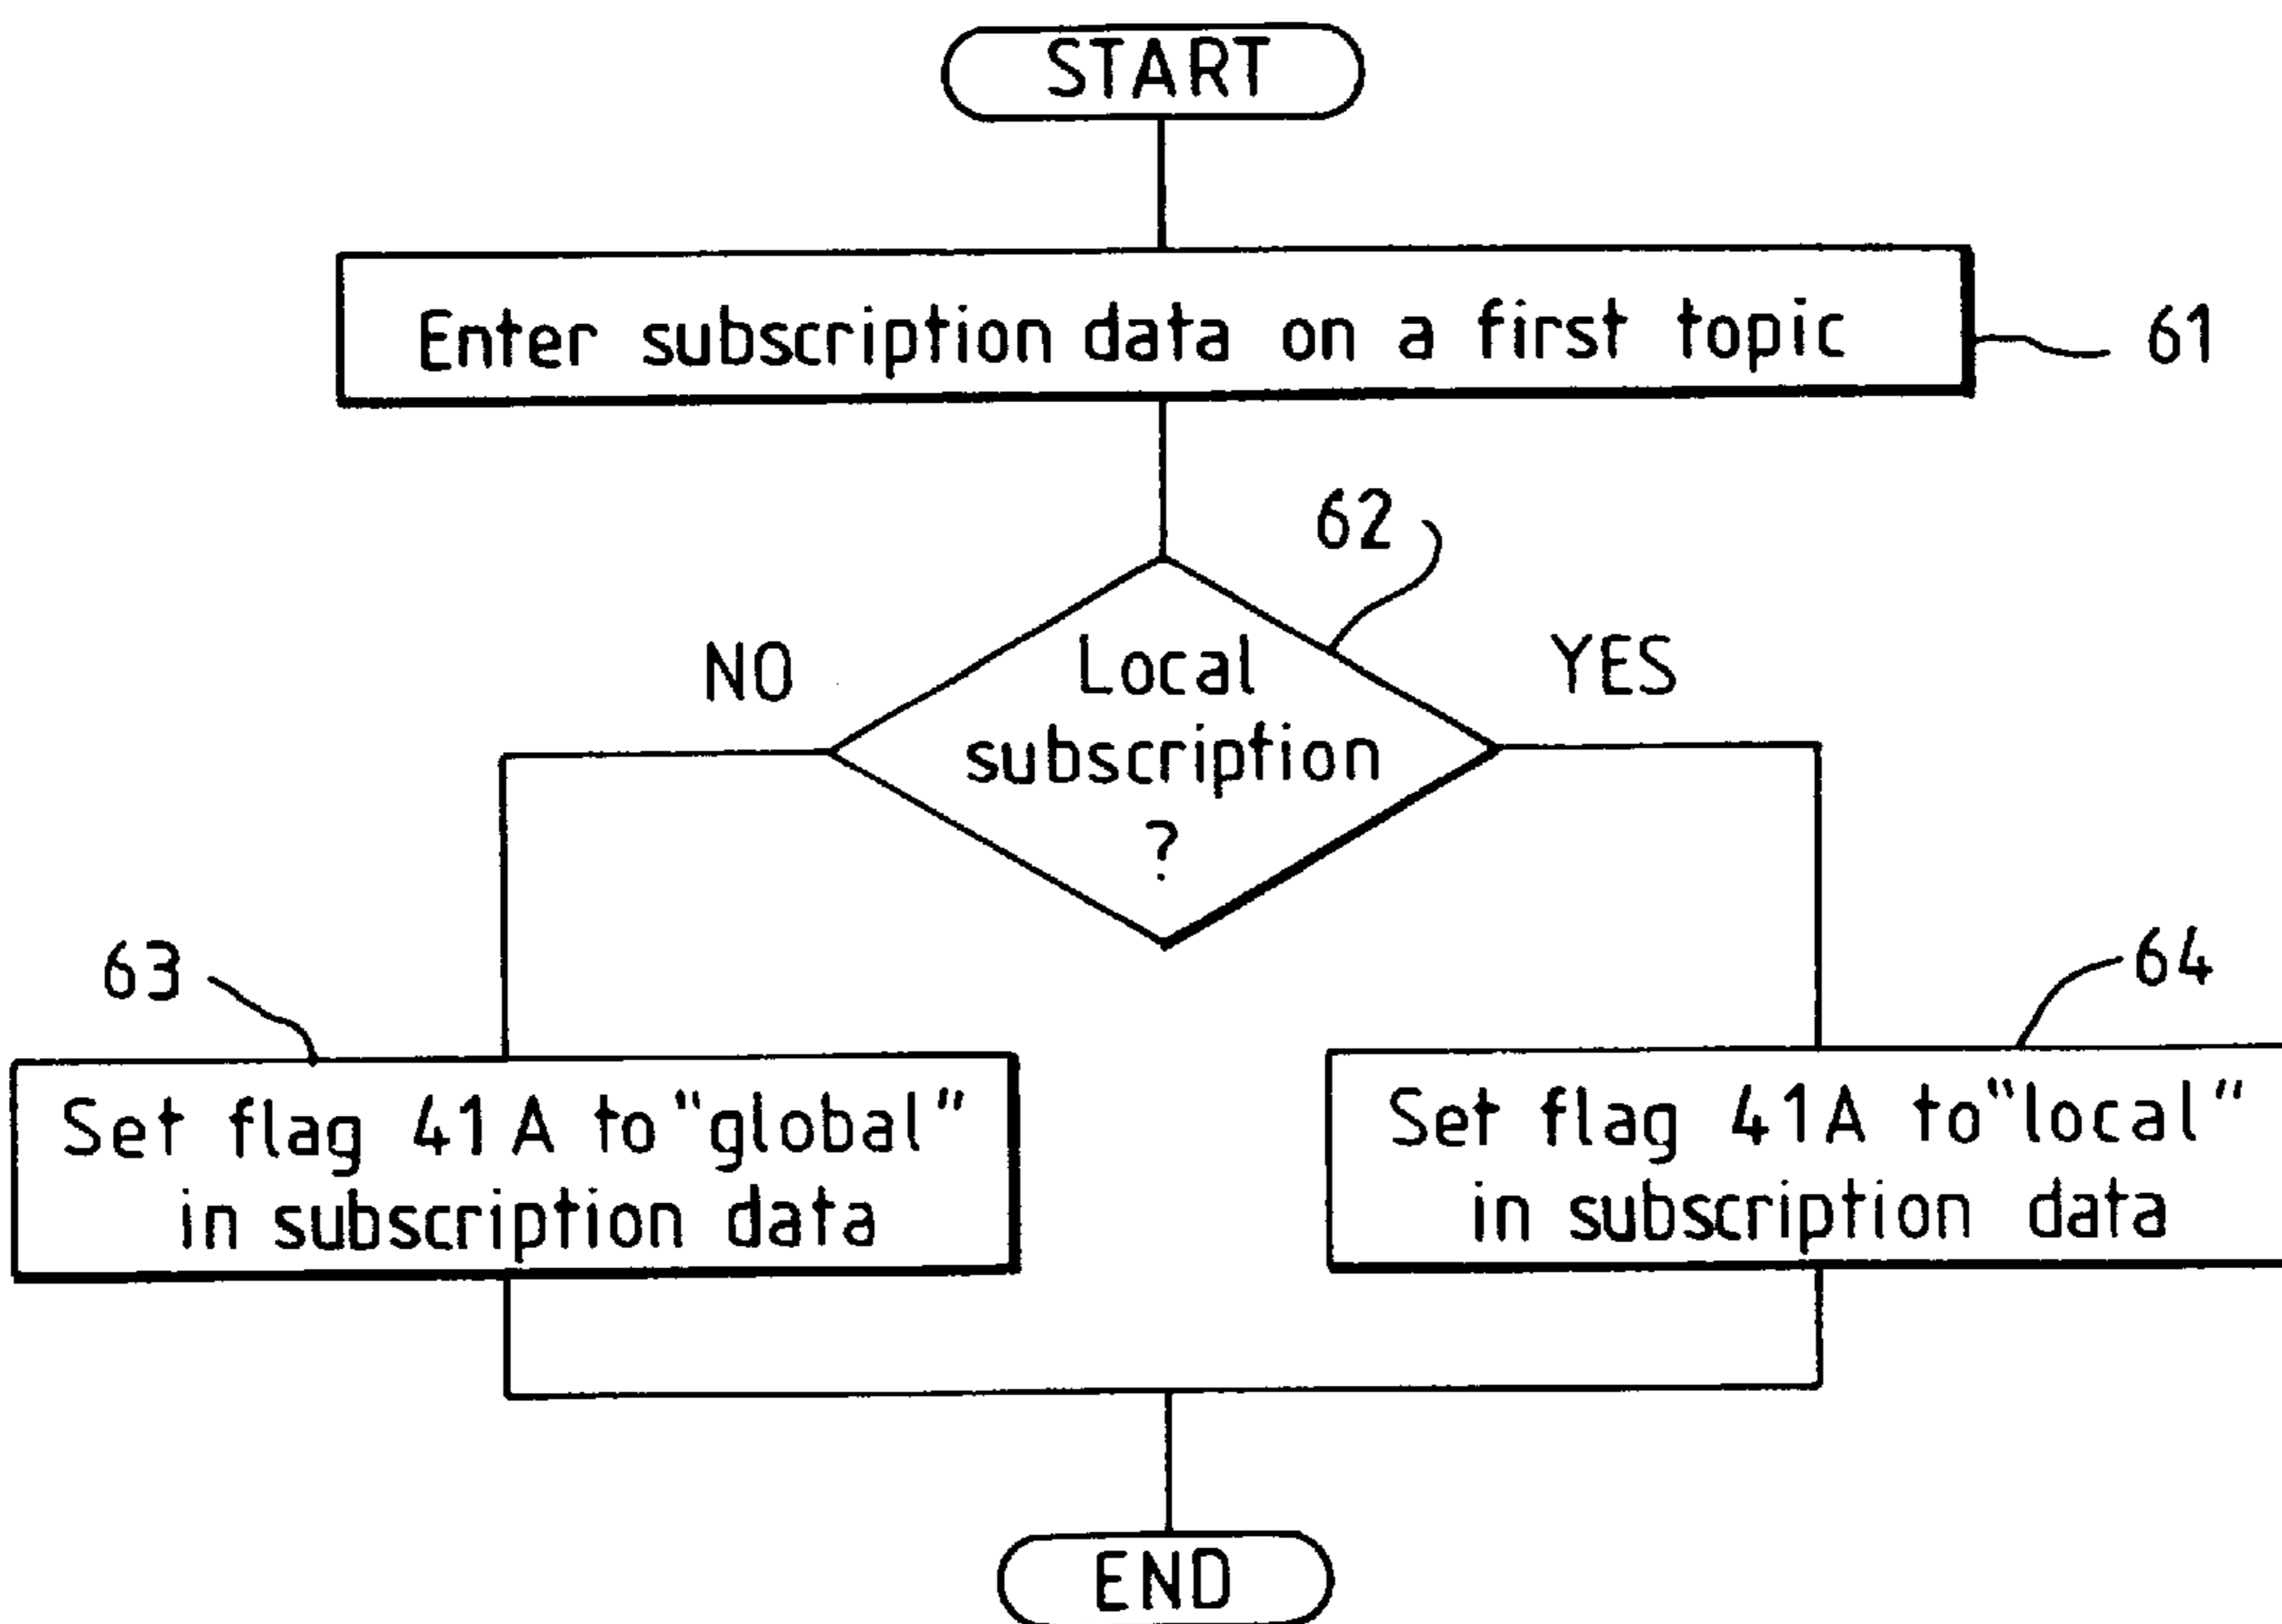 START
Enter subscription data on a first topic
61
62
NO
Local
subscription
?
YES
63
64
Set flag 41A to "global"
in subscription data
Set flag 41A to "local"
in subscription data
END